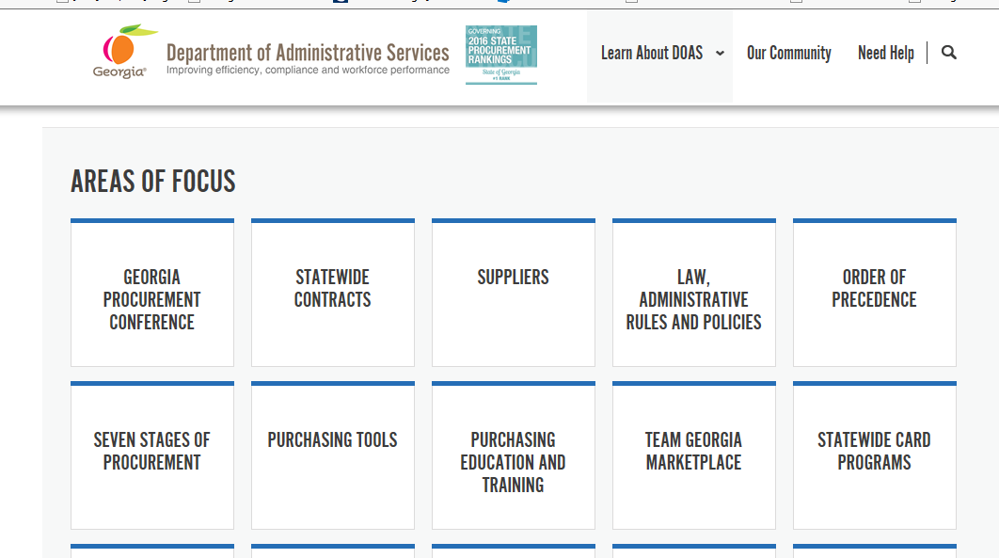 Georgia®
Department of Administrative Services
Improving efficiency, compliance and workforce performance
GOVERNING
2016 STATE
PROCUREMENT
RANKINGS
State of Georgia
#1 RANK
Learn About DOAS
Our Community
Need Help
AREAS OF FOCUS
GEORGIA
PROCUREMENT
CONFERENCE
STATEWIDE
CONTRACTS
SUPPLIERS
LAW,
ADMINISTRATIVE
RULES AND POLICIES
ORDER OF
PRECEDENCE
SEVEN STAGES OF
PROCUREMENT
PURCHASING TOOLS
PURCHASING
EDUCATION AND
TRAINING
TEAM GEORGIA
MARKETPLACE
STATEWIDE CARD
PROGRAMS